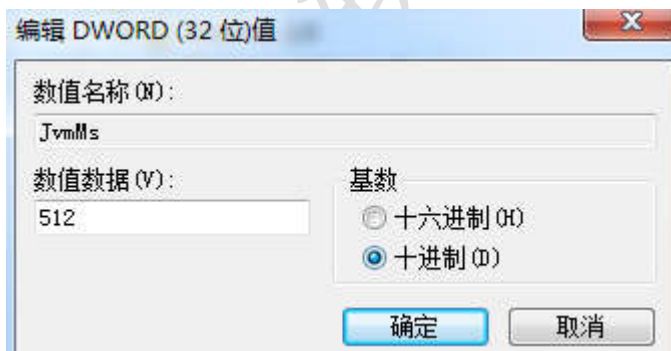 编辑 DWORD (32 位)值
数值名称(N):
JvmMs
数值数据(V):
512
基数
十六进制(H)
十进制(D)
确定
取消